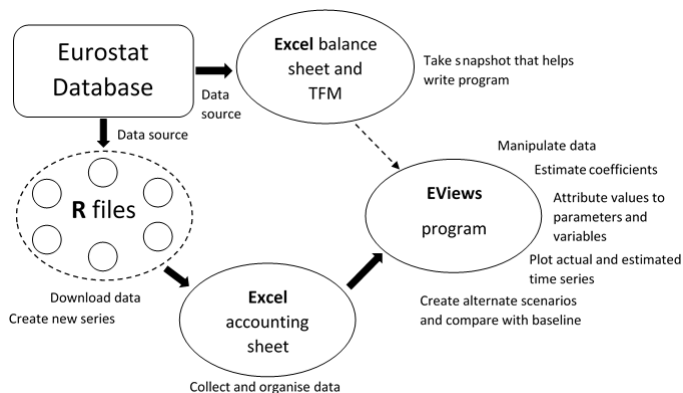 Eurostat
Database
Excel balance
sheet and
TFM
Take snapshot that helps
write program
Data
source
Data source
Manipulate data
Estimate coefficients
EViews
program
Attribute values to
parameters and
variables
R files
Plot actual and estimated
time series
Download data
Create new series
Excel
accounting
sheet
Create alternate scenarios
and compare with baseline
Collect and organise data